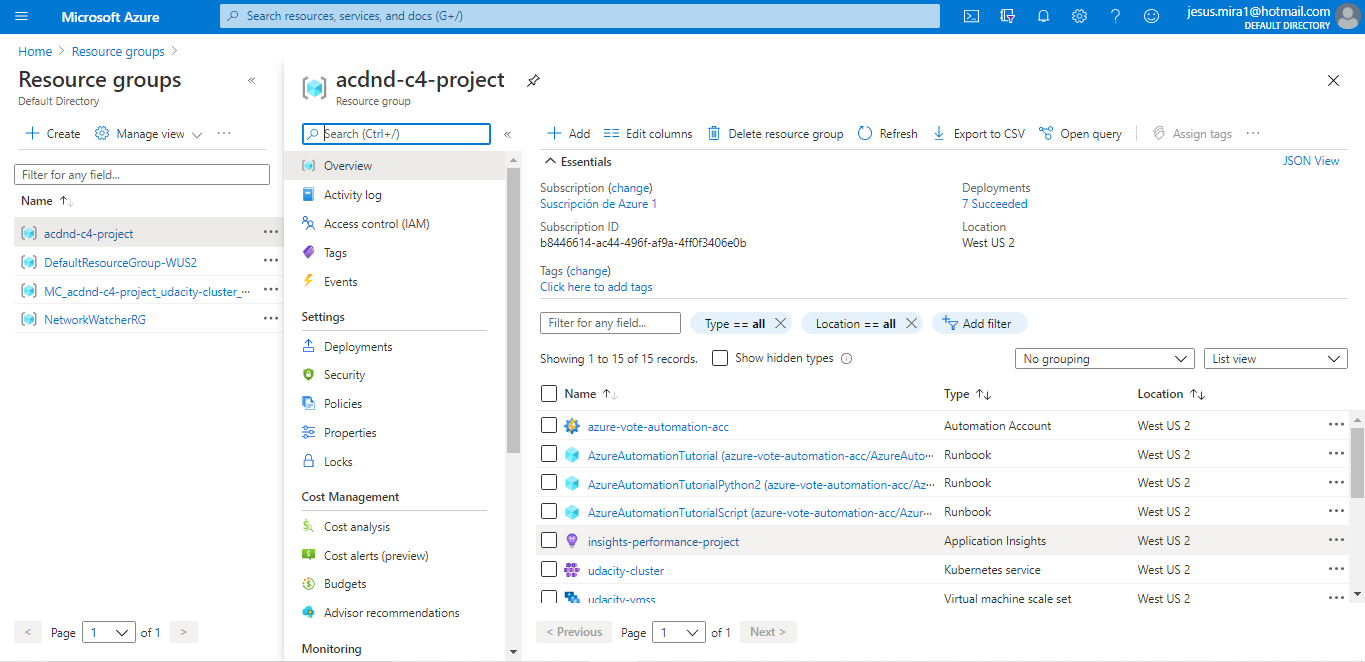 Microsoft Azure
Search resources, services, and docs (G+/)
jesus.mira1@hotmail.com
DEFAULT DIRECTORY
Home > Resource groups >
Resource groups
Default Directory
Create Manage view
Filter for any field...
Name
acdnd-c4-project
DefaultResourceGroup-WUS2
MC_acdnd-c4-project_udacity-cluster_...
NetworkWatcherRG
< Page 1 of 1 >
acdnd-c4-project
Resource group
Search (Ctrl+/)
Overview
Activity log
Access control (IAM)
Tags
Events
Settings
Deployments
Security
Policies
Properties
Locks
Cost Management
Cost analysis
Cost alerts (preview)
Budgets
Advisor recommendations
Monitoring
Add Edit columns Delete resource group Refresh Export to CSV Open query Assign tags
Essentials JSON View
Subscription (change)
Suscripción de Azure 1
Subscription ID
b8446614-ac44-496f-af9a-4ff0f3406e0b
Deployments
7 Succeeded
Location
West US 2
Tags (change)
Click here to add tags
Filter for any field... Type == all Location == all Add filter
Showing 1 to 15 of 15 records. Show hidden types No grouping List view
Name Type Location
azure-vote-automation-acc Automation Account West US 2
AzureAutomationTutorial (azure-vote-automation-acc/AzureAuto... Runbook West US 2
AzureAutomationTutorialPython2 (azure-vote-automation-acc/Az... Runbook West US 2
AzureAutomationTutorialScript (azure-vote-automation-acc/Azur... Runbook West US 2
insights-performance-project Application Insights West US 2
udacity-cluster Kubernetes service West US 2
udacity-vmss Virtual machine scale set West US 2
< Previous Page 1 of 1 Next >